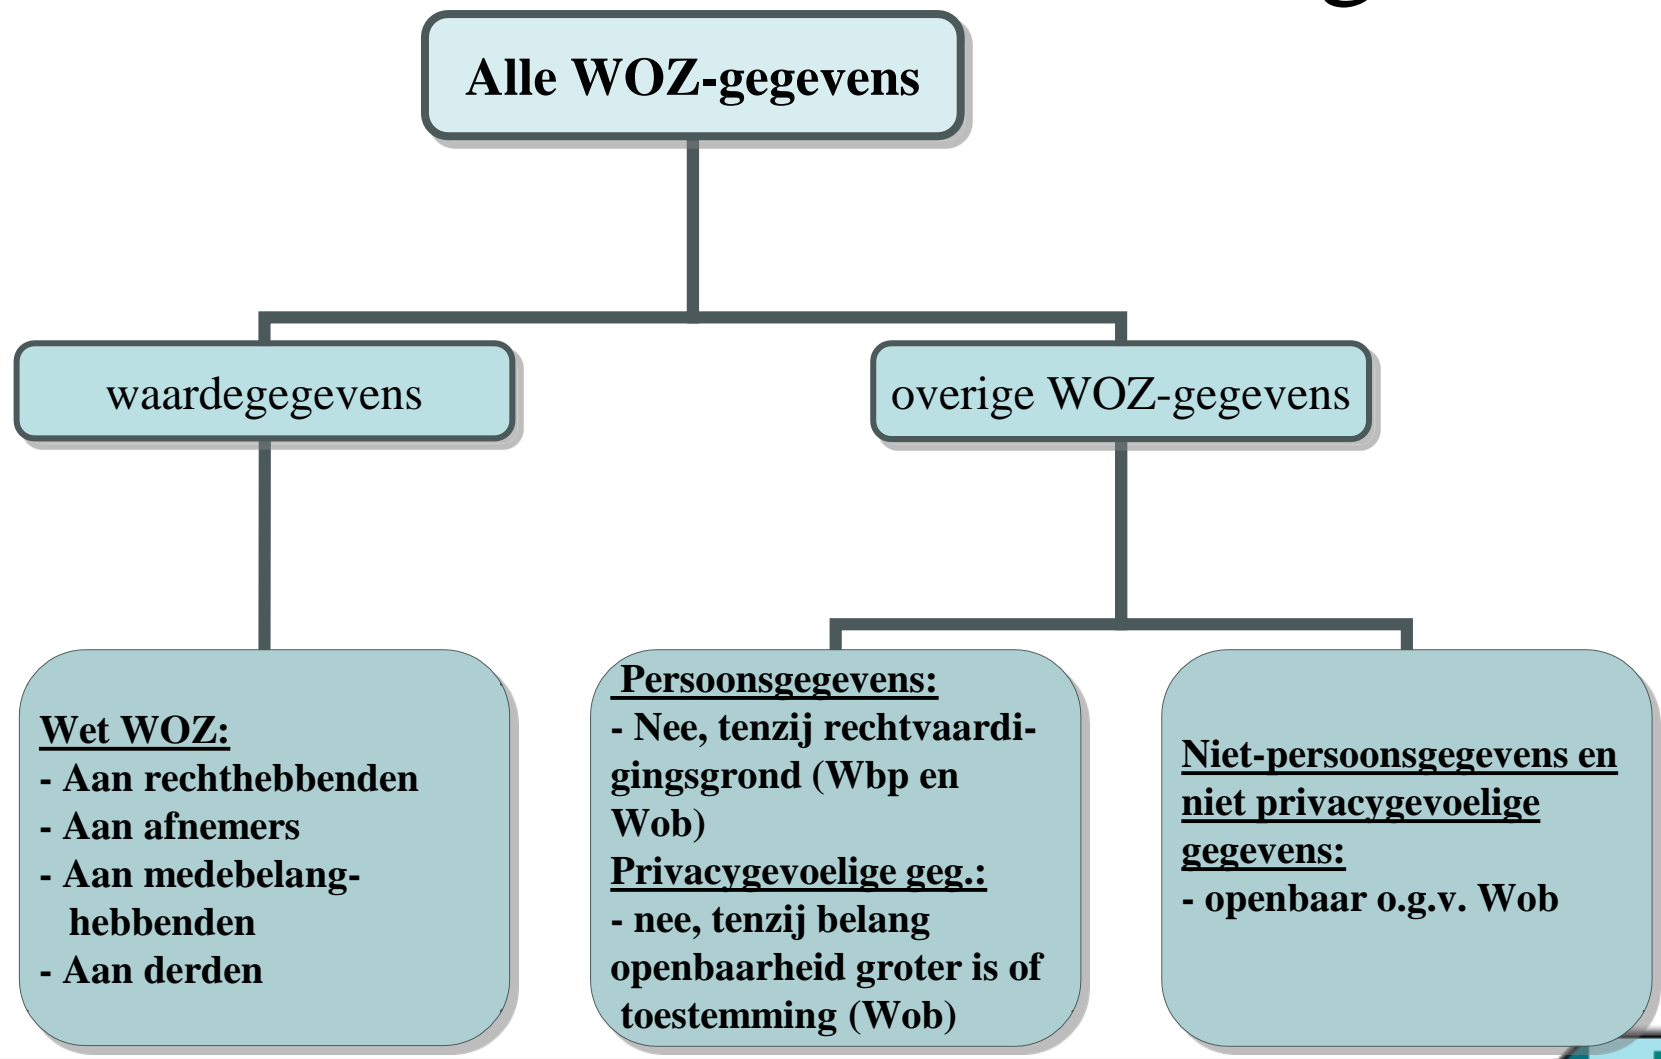 Alle WOZ-gegevens
waardegegevens
overige WOZ-gegevens
Wet WOZ:
- Aan rechthebbenden
- Aan afnemers
- Aan medebelang-
hebbenden
- Aan derden
Persoonsgegevens:
- Nee, tenzij rechtvaardi-
gingsgrond (Wbp en
Wob)
Privacygevoelige geg.:
- nee, tenzij belang
openbaarheid groter is of
toestemming (Wob)
Niet-persoonsgegevens en
niet privacygevoelige
gegevens:
- openbaar o.g.v. Wob